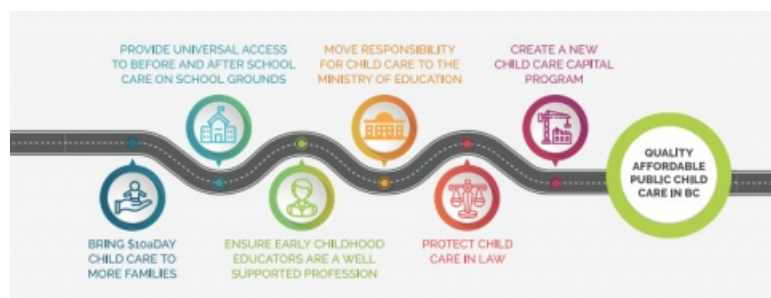 PROVIDE UNIVERSAL ACCESS
TO BEFORE AND AFTER SCHOOL
CARE ON SCHOOL GROUNDS
MOVE RESPONSIBILITY
FOR CHILD CARE TO THE
MINISTRY OF EDUCATION
CREATE A NEW
CHILD CARE CAPITAL
PROGRAM
QUALITY
AFFORDABLE
PUBLIC CHILD
CARE IN BC
BRING $10aDAY
CHILD CARE TO
MORE FAMILIES
ENSURE EARLY CHILDHOOD
EDUCATORS ARE A WELL
SUPPORTED PROFESSION
PROTECT CHILD
CARE IN LAW